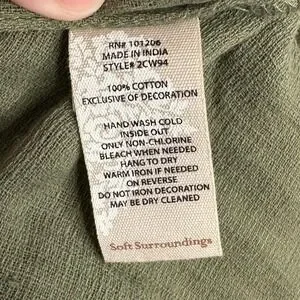 RN# 101206
MADE IN INDIA
STYLE# 2CW94
100% COTTON
EXCLUSIVE OF DECORATION
HAND WASH COLD
INSIDE OUT
ONLY NON-CHLORINE
BLEACH WHEN NEEDED
HANG TO DRY
WARM IRON IF NEEDED
ON REVERSE
DO NOT IRON DECORATION
MAY BE DRY CLEANED
Soft Surroundings